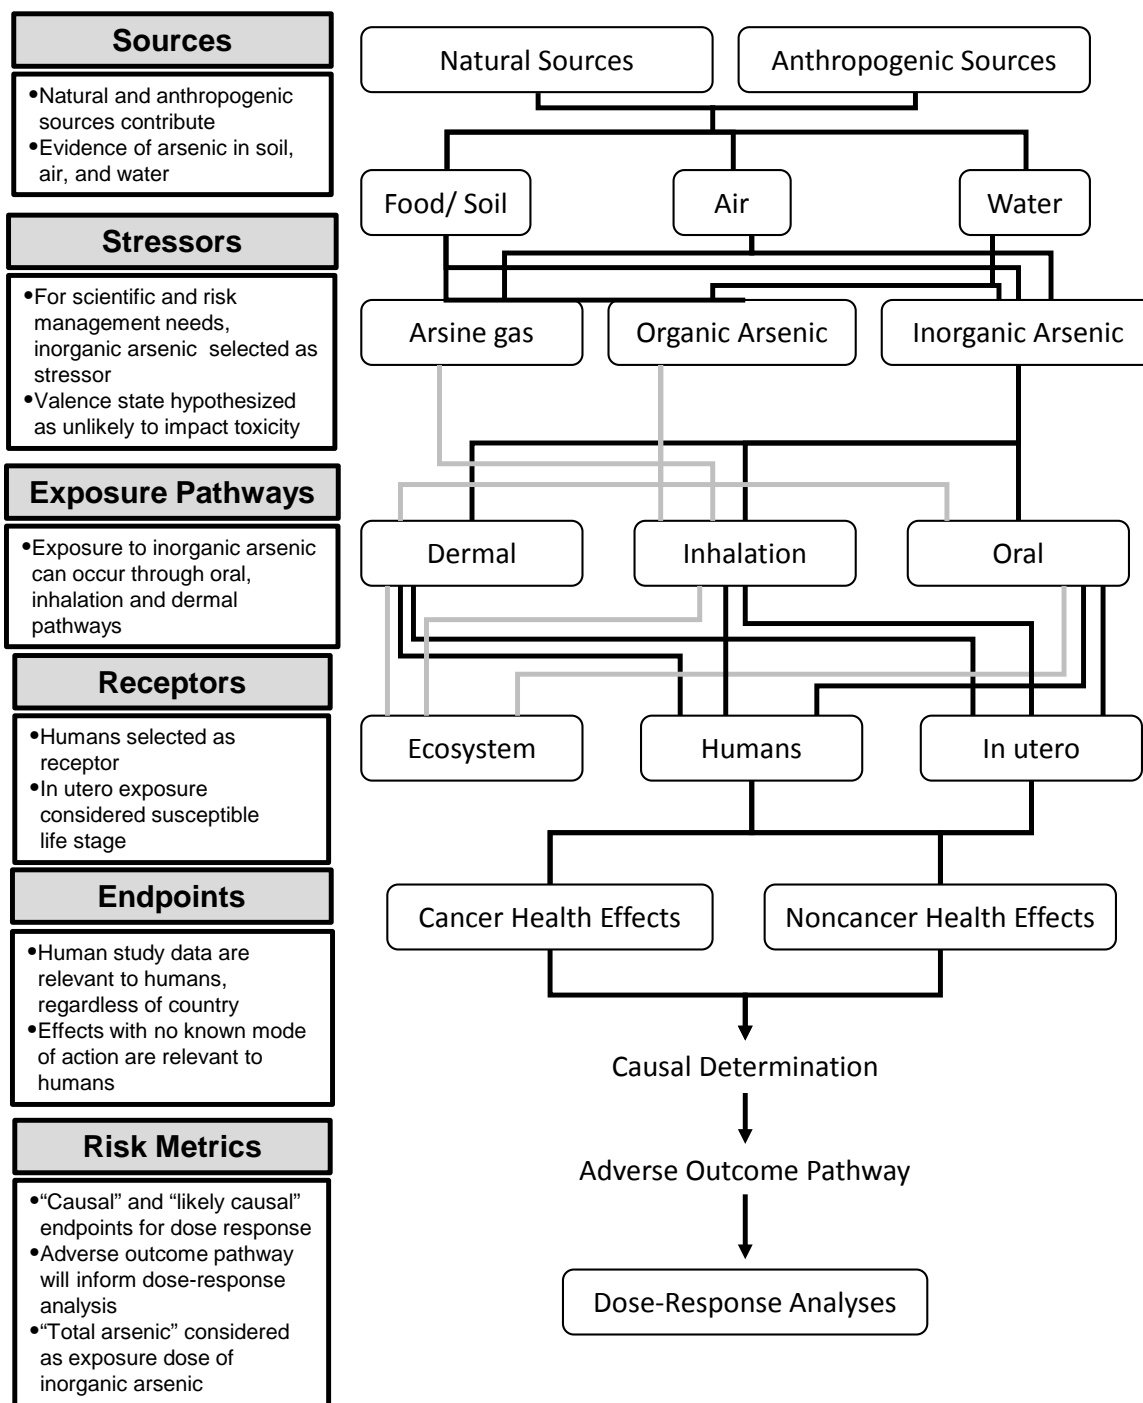 Sources
•Natural and anthropogenic
sources contribute
•Evidence of arsenic in soil,
air, and water
Stressors
•For scientific and risk
management needs,
inorganic arsenic selected as
stressor
•Valence state hypothesized
as unlikely to impact toxicity
Exposure Pathways
•Exposure to inorganic arsenic
can occur through oral,
inhalation and dermal
pathways
Receptors
•Humans selected as
receptor
•In utero exposure
considered susceptible
life stage
Endpoints
•Human study data are
relevant to humans,
regardless of country
•Effects with no known mode
of action are relevant to
humans
Risk Metrics
•“Causal” and “likely causal”
endpoints for dose response
•Adverse outcome pathway
will inform dose-response
analysis
•“Total arsenic” considered
as exposure dose of
inorganic arsenic
Natural Sources
Anthropogenic Sources
Food/ Soil
Air
Water
Arsine gas
Organic Arsenic
Inorganic Arsenic
Dermal
Inhalation
Oral
Ecosystem
Humans
In utero
Cancer Health Effects
Noncancer Health Effects
Causal Determination
Adverse Outcome Pathway
Dose-Response Analyses